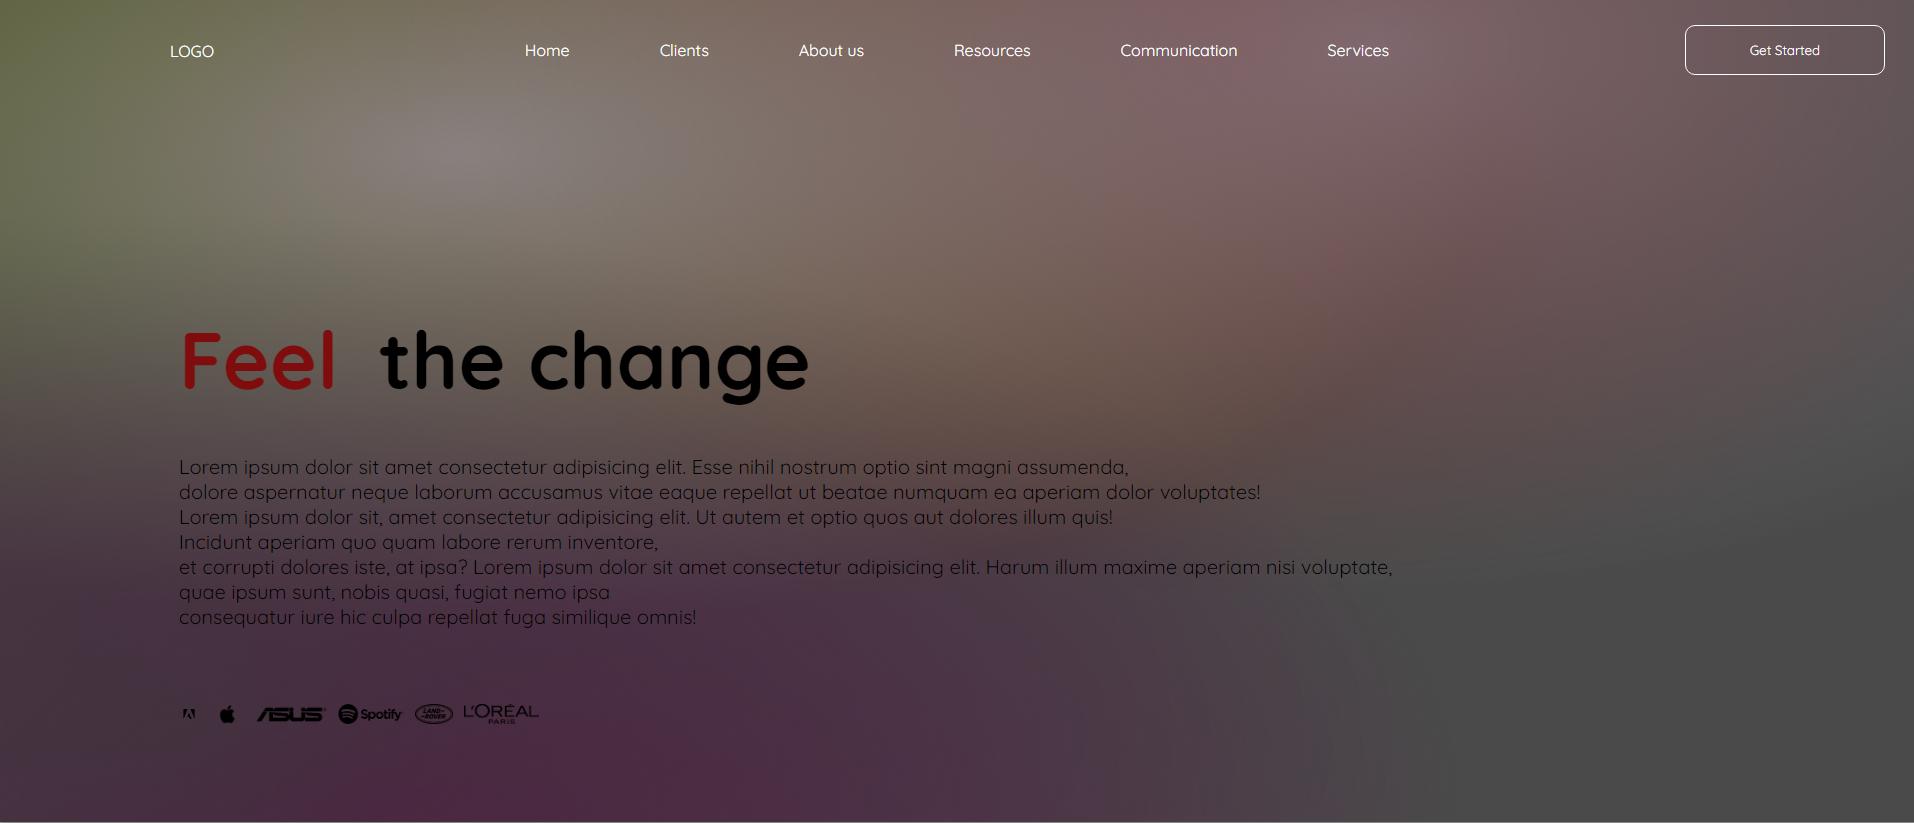 LOGO
Home
Clients
About us
Resources
Communication
Services
Get Started
Feel the change
Lorem ipsum dolor sit amet consectetur adipisicing elit. Esse nihil nostrum optio sint magni assumenda,
dolore aspernatur neque laborum accusamus vitae eaque repellat ut beatae numquam ea aperiam dolor voluptates!
Lorem ipsum dolor sit, amet consectetur adipisicing elit. Ut autem et optio quos aut dolores illum quis!
Incidunt aperiam quo quam labore rerum inventore,
et corrupti dolores iste, at ipsa? Lorem ipsum dolor sit amet consectetur adipisicing elit. Harum illum maxime aperiam nisi voluptate,
quae ipsum sunt, nobis quasi, fugiat nemo ipsa
consequatur iure hic culpa repellat fuga similique omnis!
ASUS
Spotify
LAND-
-ROVER
L'ORÉAL
PARIS